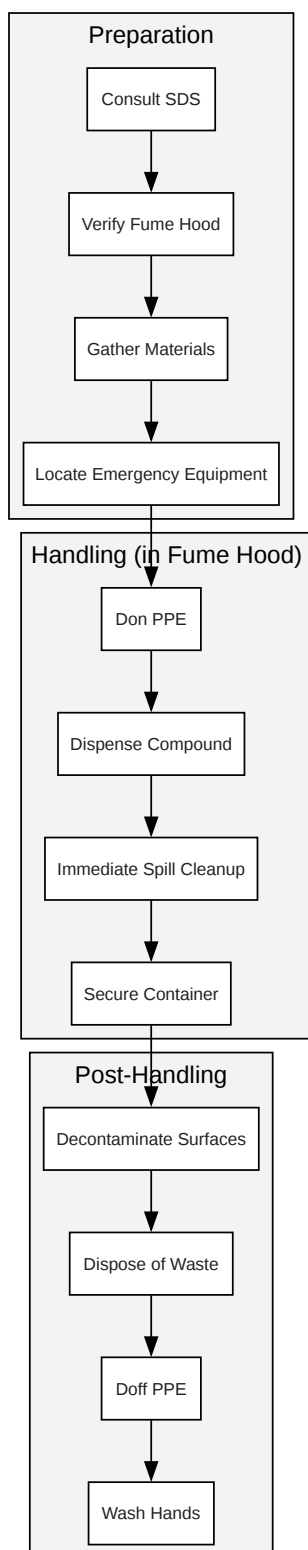 Preparation
Consult SDS
Verify Fume Hood
Gather Materials
Locate Emergency Equipment
Handling (in Fume Hood)
Don PPE
Dispense Compound
Immediate Spill Cleanup
Secure Container
Post-Handling
Decontaminate Surfaces
Dispose of Waste
Doff PPE
Wash Hands